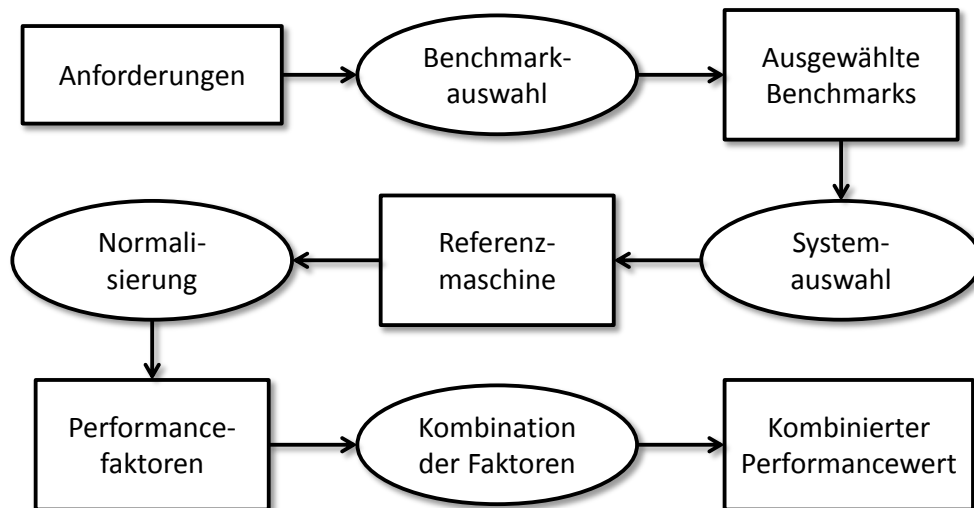 Anforderungen
Benchmark-
auswahl
Ausgewählte
Benchmarks
System-
auswahl
Referenz-
maschine
Normali-
sierung
Performance-
faktoren
Kombination
der Faktoren
Kombinierter
Performancewert